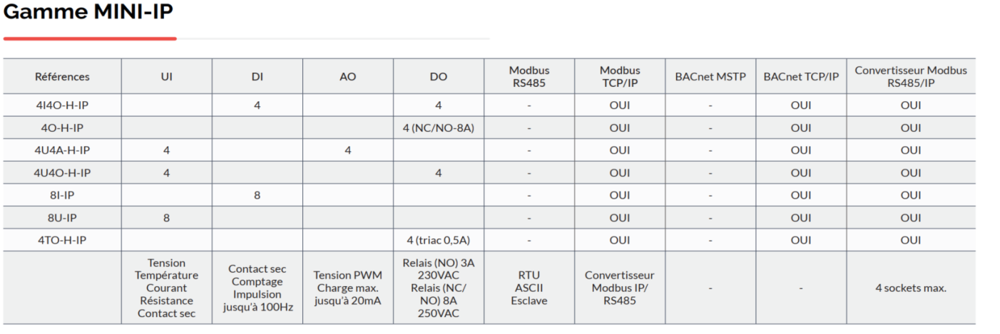 Gamme MINI-IP
Références UI DI AO DO Modbus RS485 Modbus TCP/IP BACnet MSTP BACnet TCP/IP Convertisseur Modbus RS485/IP
4I4O-H-IP 4 4 - OUI - OUI OUI
4O-H-IP 4 (NC/NO-8A) - OUI - OUI OUI
4U4A-H-IP 4 4 - OUI - OUI OUI
4U4O-H-IP 4 4 - OUI - OUI OUI
8I-IP 8 - OUI - OUI OUI
8U-IP 8 - OUI - OUI OUI
4TO-H-IP 4 (triac 0,5A) - OUI - OUI OUI
Tension
Température
Courant
Résistance
Contact sec
Contact sec
Comptage
Impulsion
jusqu'à 100Hz
Tension PWM
Charge max.
jusqu'à 20mA
Relais (NO) 3A
230VAC
Relais (NC/
NO) 8A
250VAC
RTU
ASCII
Esclave
Convertisseur
Modbus IP/
RS485
-
-
4 sockets max.